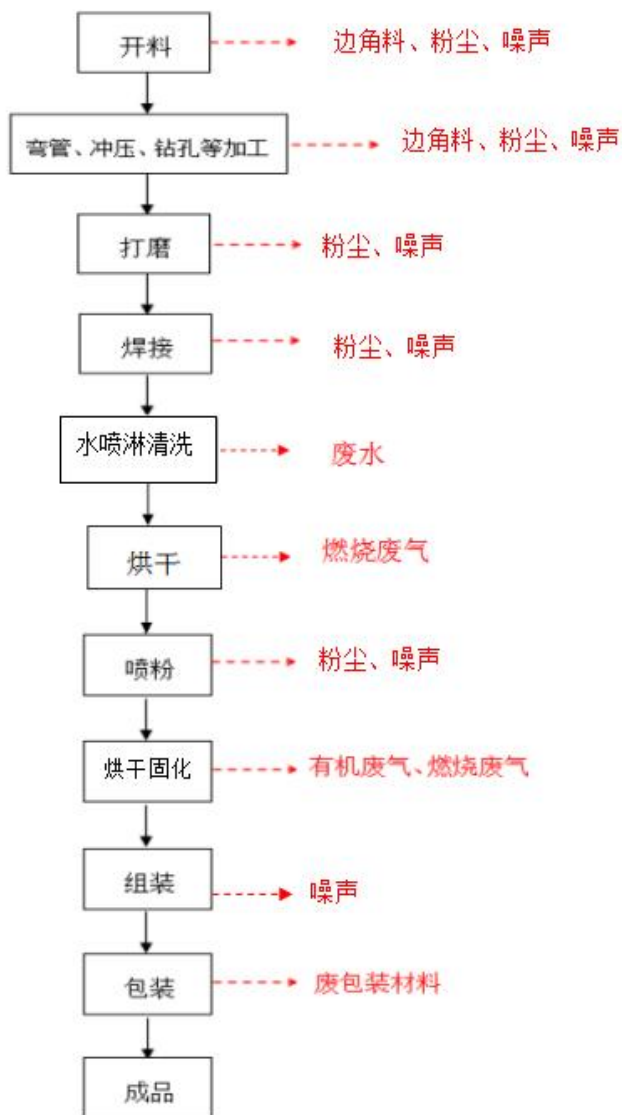 开料
边角料、粉尘、噪声
弯管、冲压、钻孔等加工
边角料、粉尘、噪声
打磨
粉尘、噪声
焊接
粉尘、噪声
水喷淋清洗
废水
烘干
燃烧废气
喷粉
粉尘、噪声
烘干固化
有机废气、燃烧废气
组装
噪声
包装
废包装材料
成品